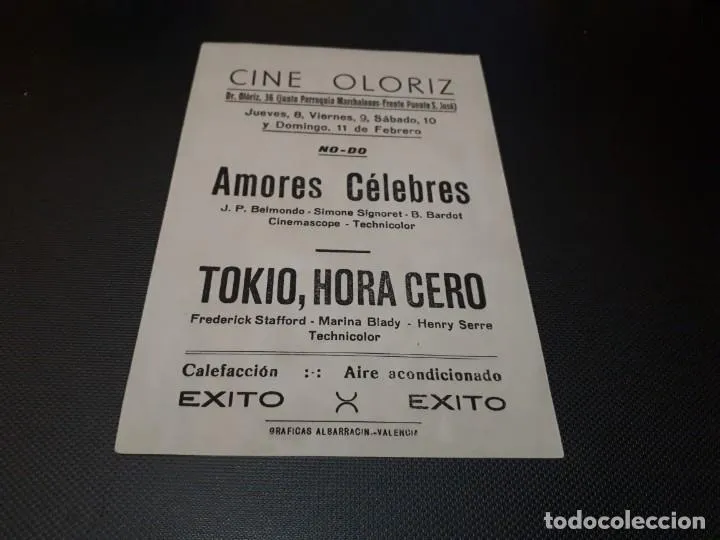 CINE OLORIZ
Dr. Olóriz, 36 (junto Parroquia Marchalenes-Frente Puente S. José)
Jueves, 8, Viernes, 9, Sábado, 10
y Domingo, 11 de Febrero
NO-DO
Amores Célebres
J. P. Belmondo - Simone Signoret - B. Bardot
Cinemascope - Technicolor
TOKIO, HORA CERO
Frederick Stafford - Marina Blady - Henry Serre
Technicolor
Calefacción :-: Aire acondicionado
EXITO EXITO
GRAFICAS ALBARRACIN.-VALENCIA
todocoleccion